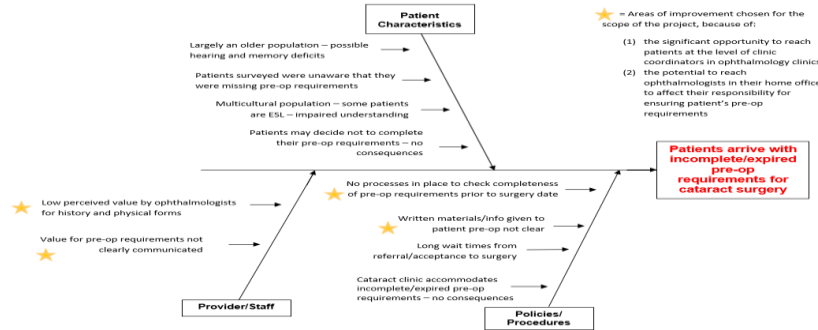 Patient
Characteristics
Largely an older population – possible
hearing and memory deficits
Patients surveyed were unaware that they
were missing pre-op requirements
Multicultural population – some patients
are ESL – impaired understanding
Patients may decide not to complete
their pre-op requirements – no
consequences
= Areas of improvement chosen for the
scope of the project, because of:
(1) the significant opportunity to reach
patients at the level of clinic
coordinators in ophthalmology clinics
(2) the potential to reach
ophthalmologists in their home office
to affect their responsibility for
ensuring patient's pre-op
requirements
Patients arrive with
incomplete/expired
pre-op
requirements for
cataract surgery
Low perceived value by ophthalmologists
for history and physical forms
Value for pre-op requirements not
clearly communicated
Provider/Staff
No processes in place to check completeness
of pre-op requirements prior to surgery date
Written materials/info given to
patient pre-op not clear
Long wait times from
referral/acceptance to surgery
Cataract clinic accommodates
incomplete/expired pre-op
requirements – no consequences
Policies/
Procedures